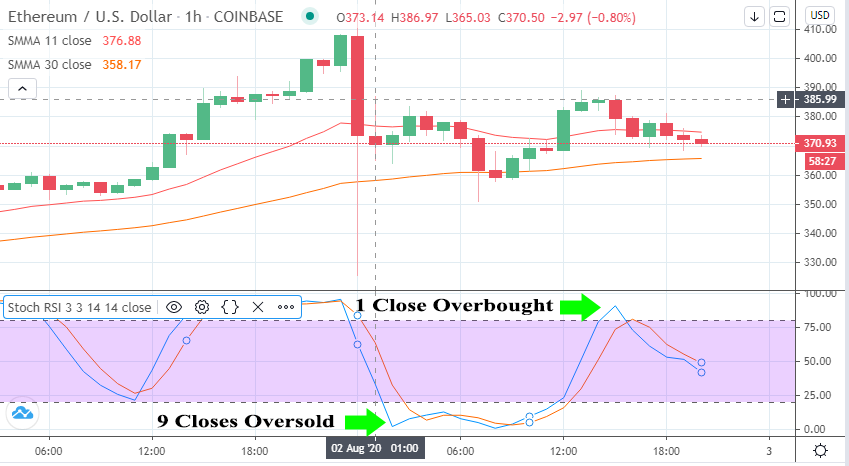 Ethereum / U.S. Dollar · 1h · COINBASE O373.14 H386.97 L365.03 C370.50 −2.97 (−0.80%) USD
SMMA 11 close 376.88
SMMA 30 close 358.17
410.00
400.00
390.00
385.99
380.00
370.93
58:27
360.00
350.00
340.00
330.00
Stoch RSI 3 3 14 14 close
1 Close Overbought
9 Closes Oversold
100.00
75.00
50.00
25.00
0.00
06:00 12:00 18:00 02 Aug '20 01:00 06:00 12:00 18:00 3